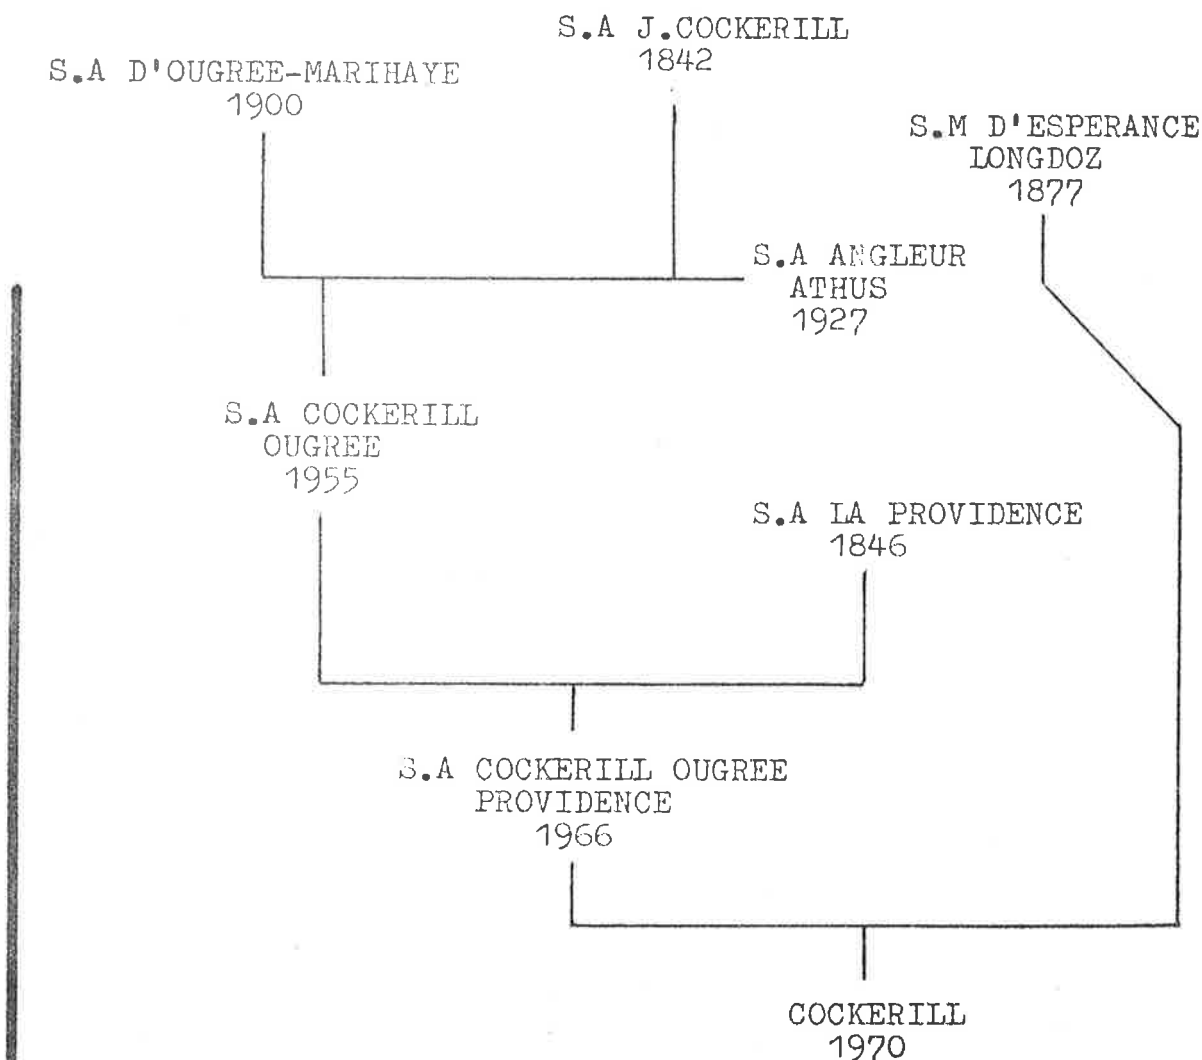 S.A J.COCKERILL
1842
S.A D'OUGREE-MARIHAYE
1900
S.M D'ESPERANCE
LONGDOZ
1877
S.A ANGLEUR
ATHUS
1927
S.A COCKERILL
OUGREE
1955
S.A LA PROVIDENCE
1846
S.A COCKERILL OUGREE
PROVIDENCE
1966
COCKERILL
1970